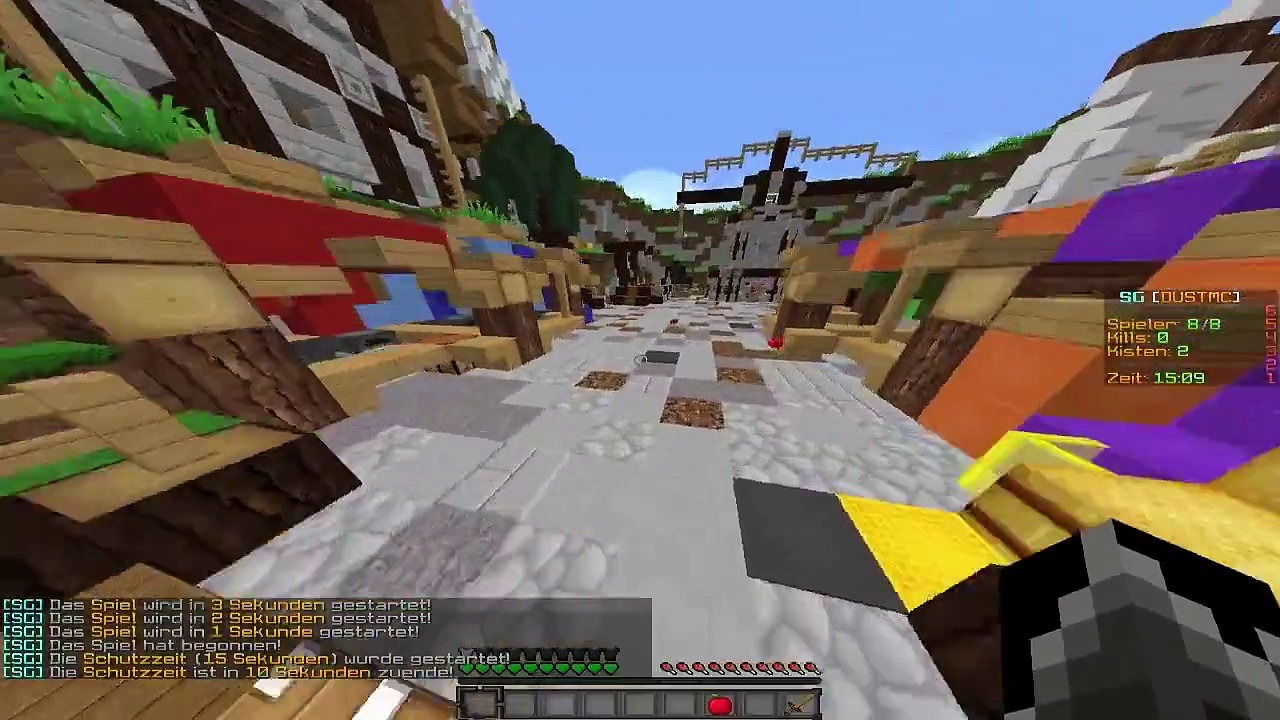 SG [DUSTMC]
Spieler: 8/8
Kills: 0
Kisten: 2
Zeit: 15:09
[SG] Das Spiel wird in 3 Sekunden gestartet!
[SG] Das Spiel wird in 2 Sekunden gestartet!
[SG] Das Spiel wird in 1 Sekunde gestartet!
[SG] Das Spiel hat begonnen!
[SG] Die Schutzzeit (15 Sekunden) wurde gestartet!
[SG] Die Schutzzeit ist in 10 Sekunden zuende!